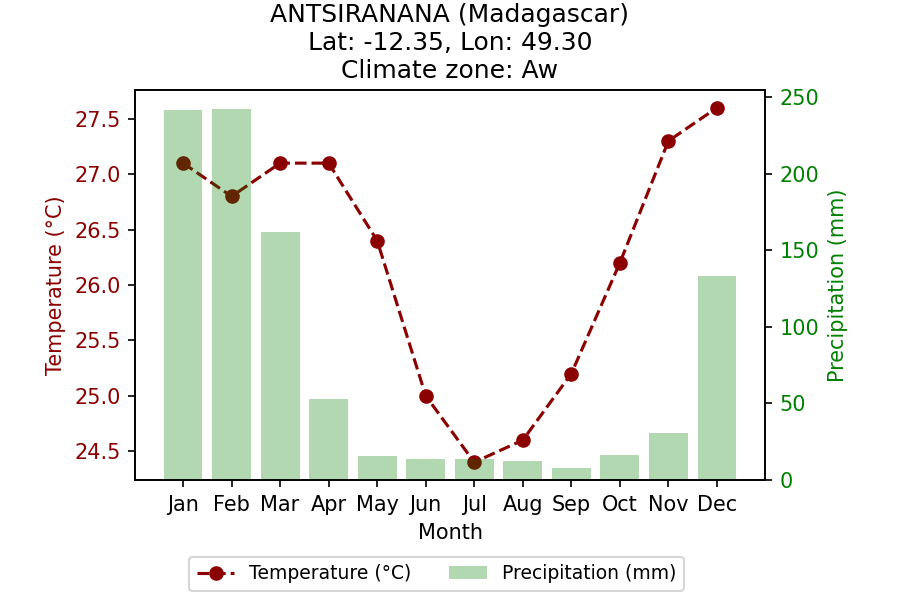 ANTSIRANANA (Madagascar)
Lat: -12.35, Lon: 49.30
Climate zone: Aw
Temperature (°C)
27.5
27.0
26.5
26.0
25.5
25.0
24.5
250
200
150
100
50
0
Precipitation (mm)
Jan Feb Mar Apr May Jun Jul Aug Sep Oct Nov Dec
Month
Temperature (°C) Precipitation (mm)